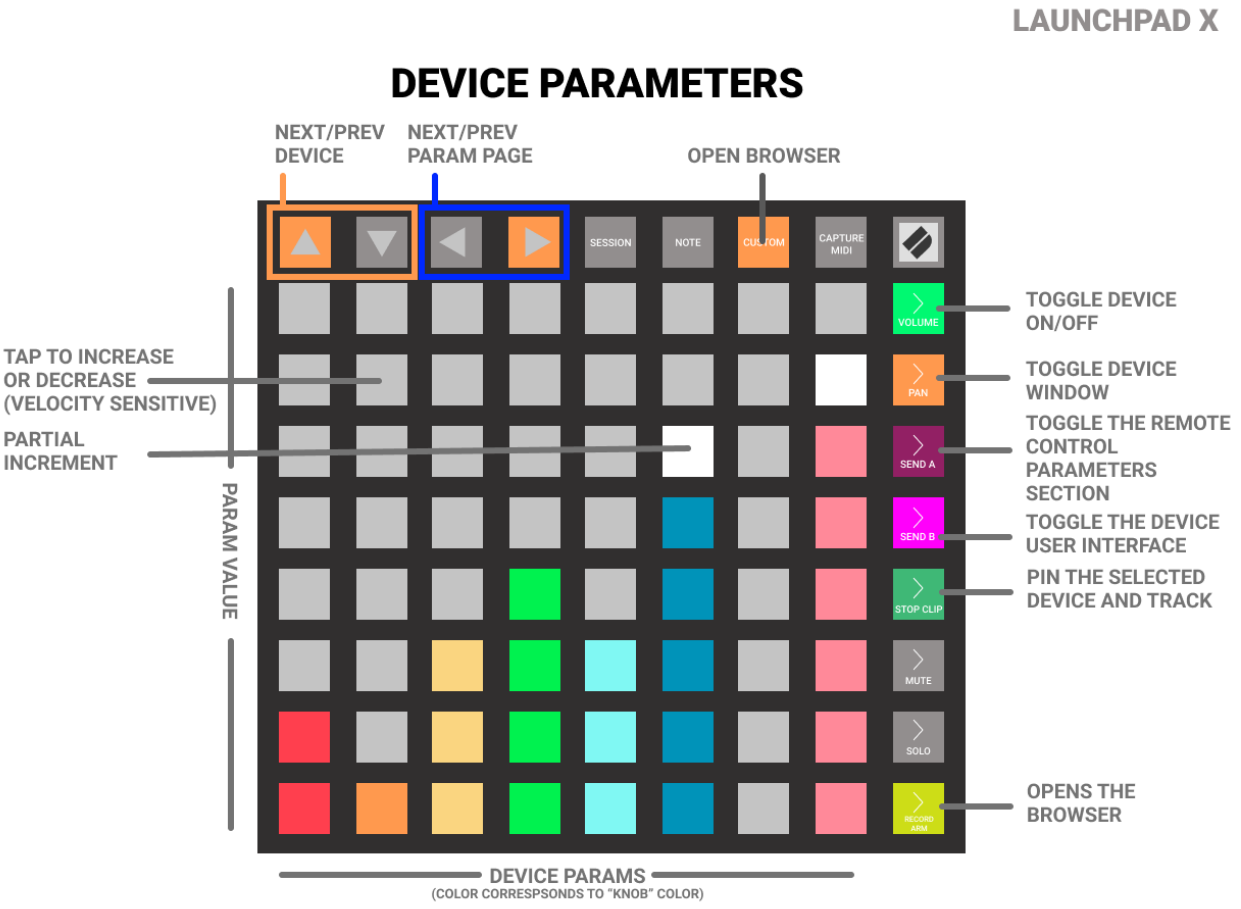 LAUNCHPAD X
DEVICE PARAMETERS
NEXT/PREV
DEVICE
NEXT/PREV
PARAM PAGE
OPEN BROWSER
SESSION
NOTE
CUSTOM
CAPTURE
MIDI
VOLUME
TOGGLE DEVICE
ON/OFF
TAP TO INCREASE
OR DECREASE
(VELOCITY SENSITIVE)
PAN
TOGGLE DEVICE
WINDOW
PARTIAL
INCREMENT
SEND A
TOGGLE THE REMOTE
CONTROL
PARAMETERS
SECTION
PARAM VALUE
SEND B
TOGGLE THE DEVICE
USER INTERFACE
STOP CLIP
PIN THE SELECTED
DEVICE AND TRACK
MUTE
SOLO
RECORD
ARM
OPENS THE
BROWSER
DEVICE PARAMS
(COLOR CORRESPSONDS TO "KNOB" COLOR)